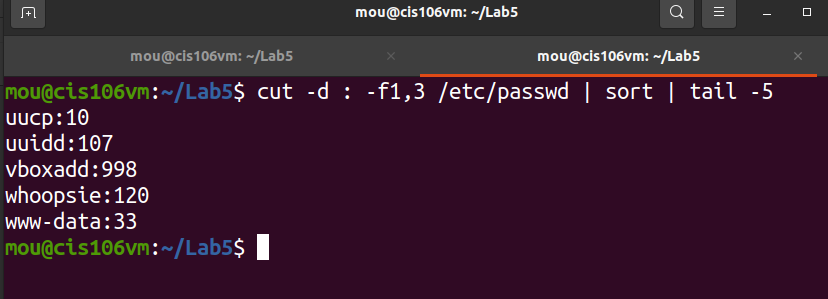 mou@cis106vm: ~/Lab5
mou@cis106vm: ~/Lab5
mou@cis106vm: ~/Lab5
mou@cis106vm:~/Lab5$ cut -d : -f1,3 /etc/passwd | sort | tail -5
uucp:10
uuidd:107
vboxadd:998
whoopsie:120
www-data:33
mou@cis106vm:~/Lab5$